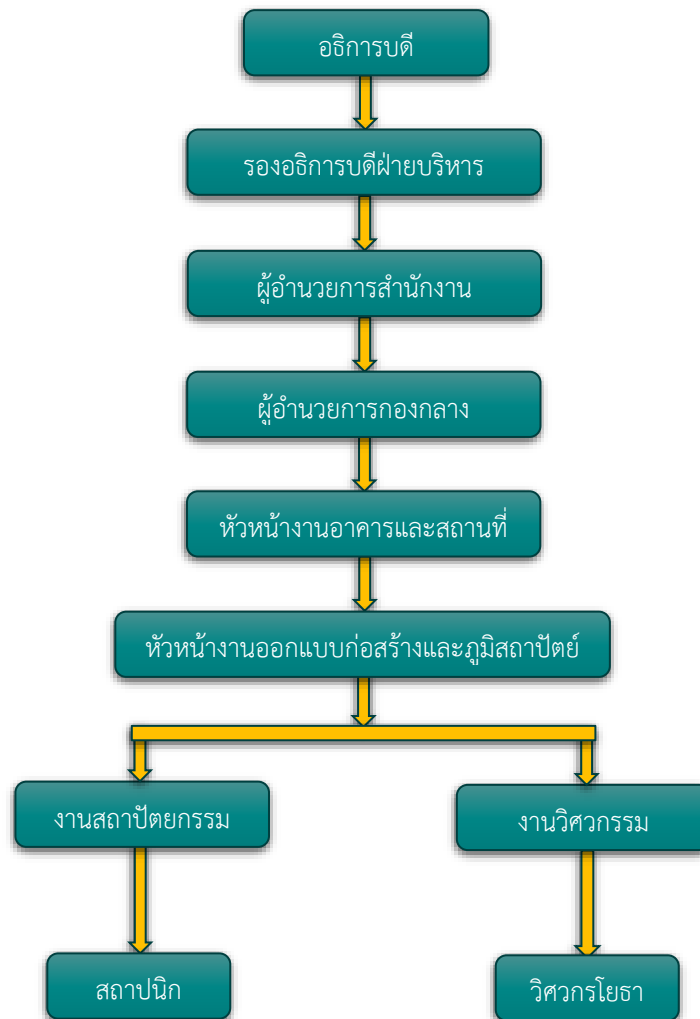 อธิการบดี
รองอธิการบดีฝ่ายบริหาร
ผู้อำนวยการสำนักงาน
ผู้อำนวยการกองกลาง
หัวหน้างานอาคารและสถานที่
หัวหน้างานออกแบบก่อสร้างและภูมิสถาปัตย์
งานสถาปัตยกรรม
งานวิศวกรรม
สถาปนิก
วิศวกรโยธา